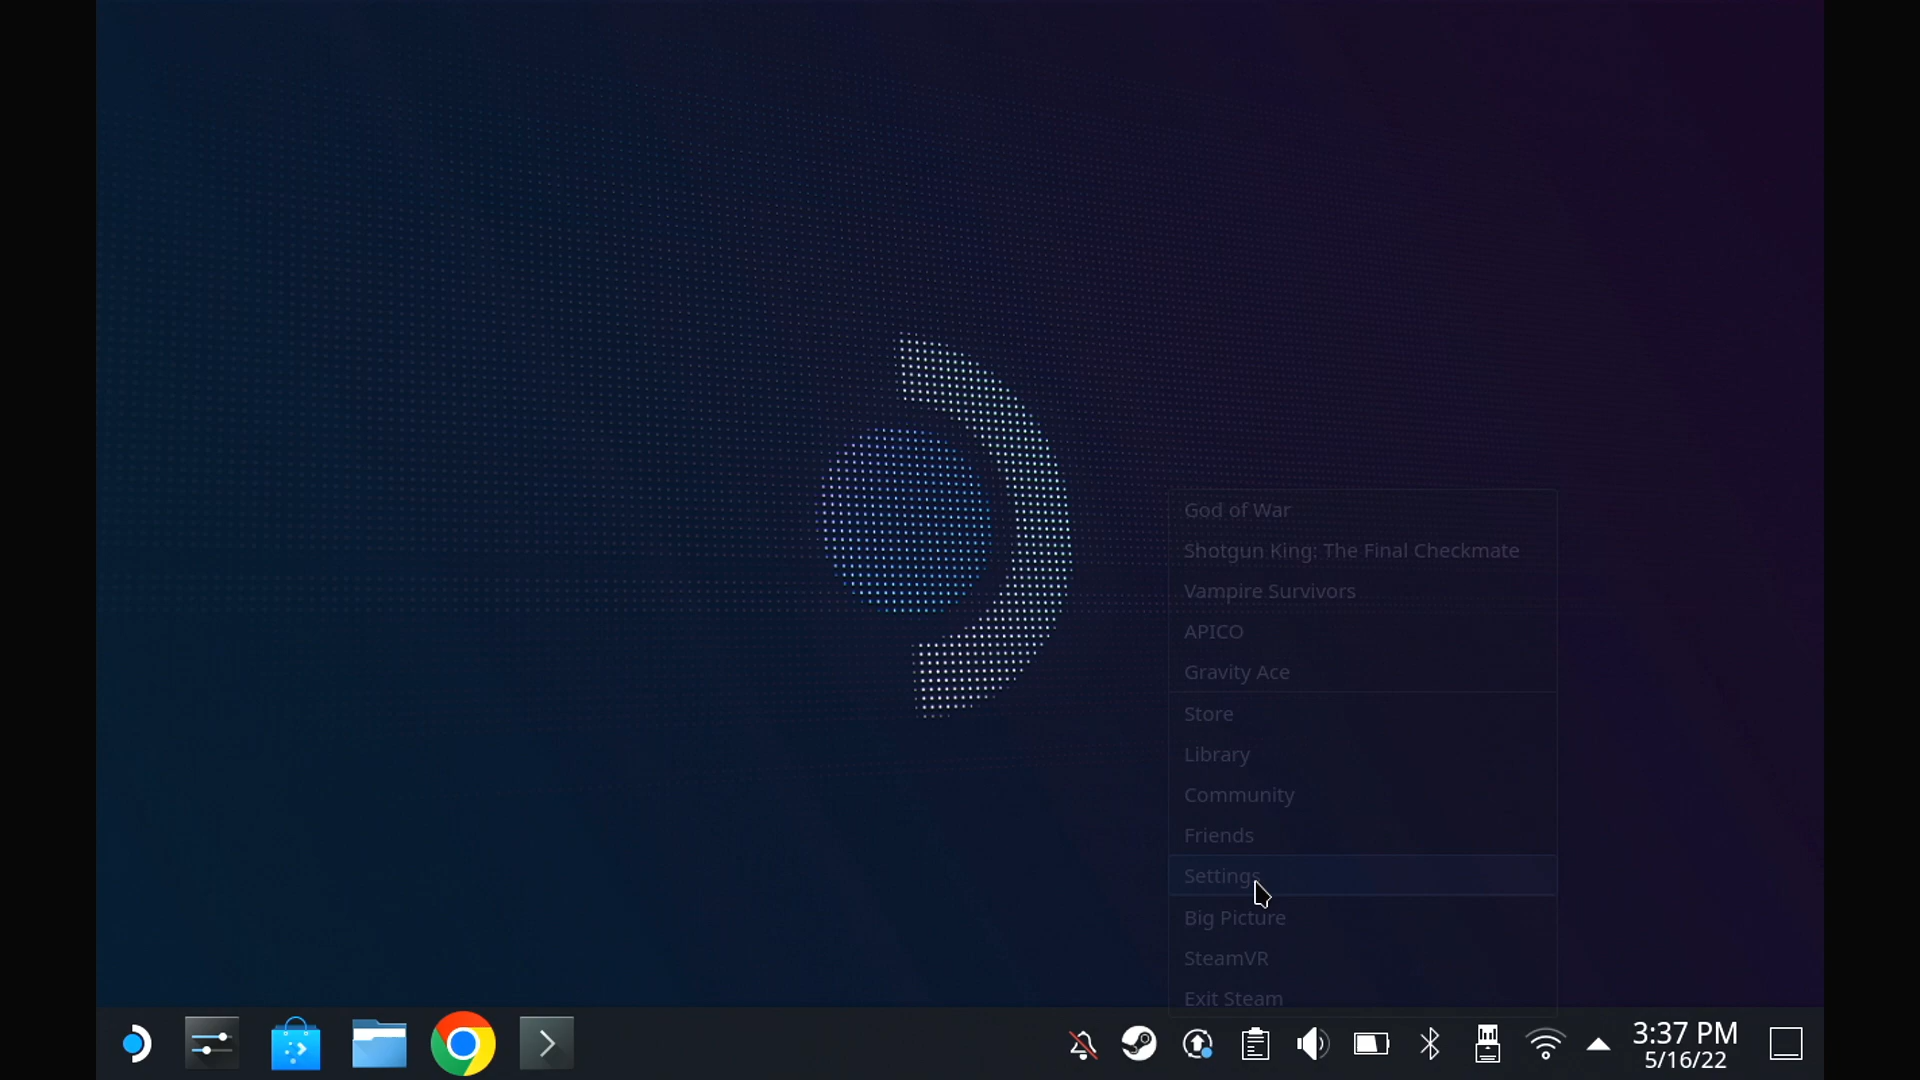 God of War
Shotgun King: The Final Checkmate
Vampire Survivors
APICO
Gravity Ace
Store
Library
Community
Friends
Settings
Big Picture
SteamVR
Exit Steam
3:37 PM
5/16/22